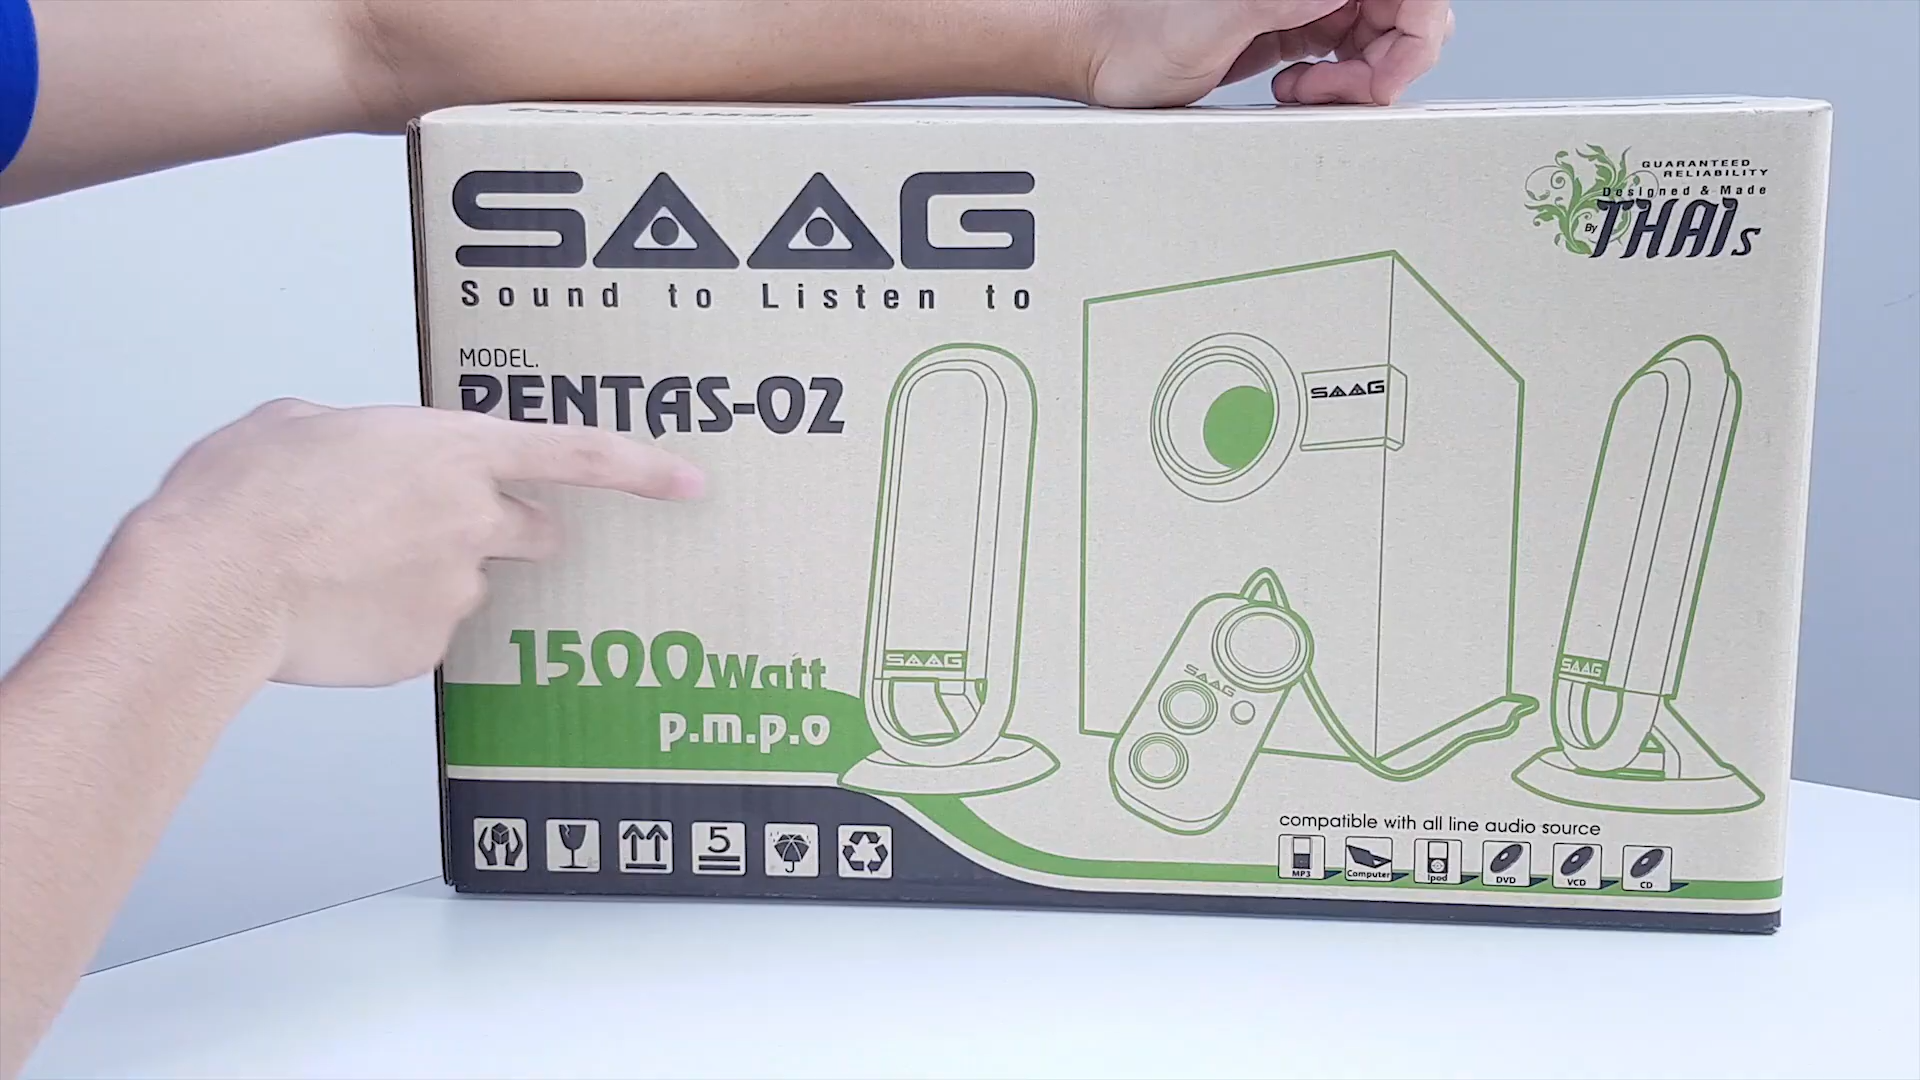 SAAG
Sound to Listen to
MODEL.
PENTAS-02
1500Watt
p.m.p.o
GUARANTEED
RELIABILITY
Designed & Made
By THAIs
SAAG
SAAG
SAAG
SAAG
5
compatible with all line audio source
MP3 Computer Ipod DVD VCD CD